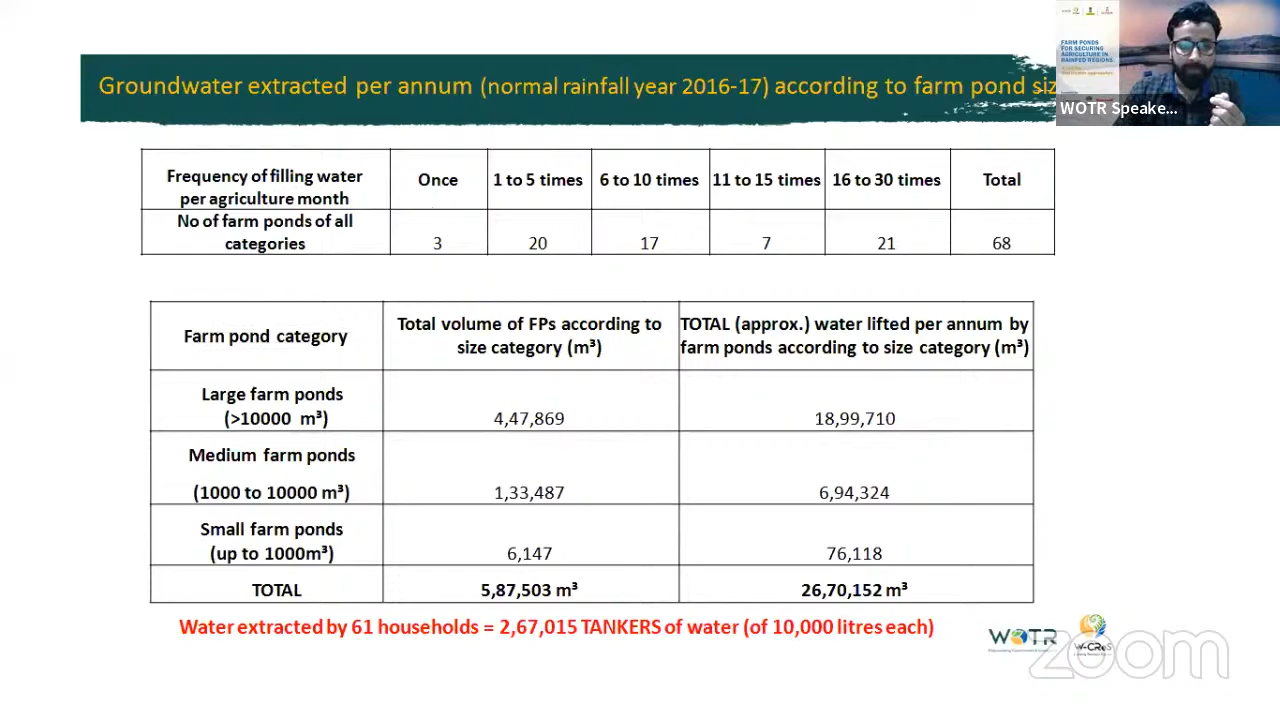 Groundwater extracted per annum (normal rainfall year 2016-17) according to farm pond siz
FARM PONDS
FOR SECURING
AGRICULTURE IN
RAINFED REGIONS
WOTR Speake...
Frequency of filling water
per agriculture month
Once
1 to 5 times
6 to 10 times
11 to 15 times
16 to 30 times
Total
No of farm ponds of all
categories
3
20
17
7
21
68
Farm pond category
Total volume of FPs according to
size category (m³)
TOTAL (approx.) water lifted per annum by
farm ponds according to size category (m³)
Large farm ponds
(>10000 m³)
4,47,869
18,99,710
Medium farm ponds
(1000 to 10000 m³)
1,33,487
6,94,324
Small farm ponds
(up to 1000m³)
6,147
76,118
TOTAL
5,87,503 m³
26,70,152 m³
Water extracted by 61 households = 2,67,015 TANKERS of water (of 10,000 litres each)
WOTR
W-CReS
zoom